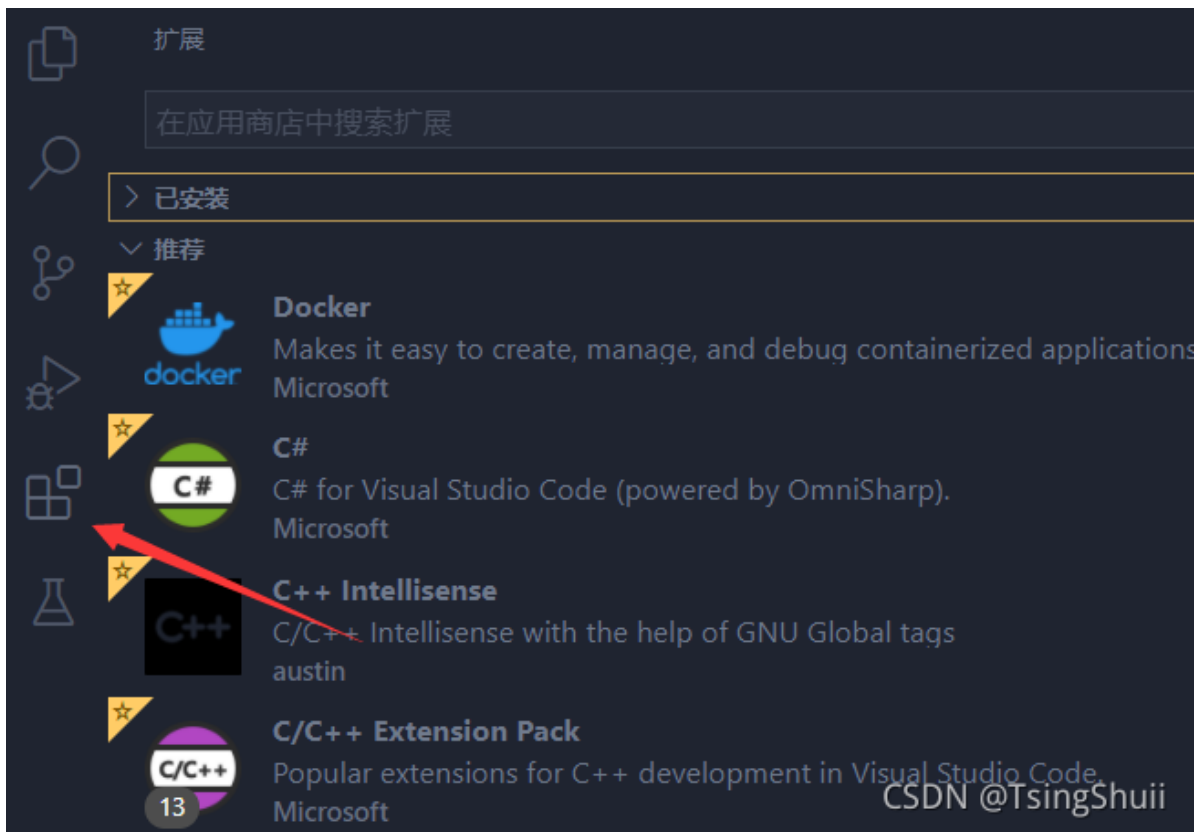 扩展
在应用商店中搜索扩展
已安装
推荐
Docker
Makes it easy to create, manage, and debug containerized applications
docker
Microsoft
C#
C#
C# for Visual Studio Code (powered by OmniSharp).
Microsoft
C++ Intellisense
C++
C/C++ Intellisense with the help of GNU Global tags
austin
C/C++ Extension Pack
C/C++
Popular extensions for C++ development in Visual Studio Code.
13
Microsoft
CSDN @TsingShuii